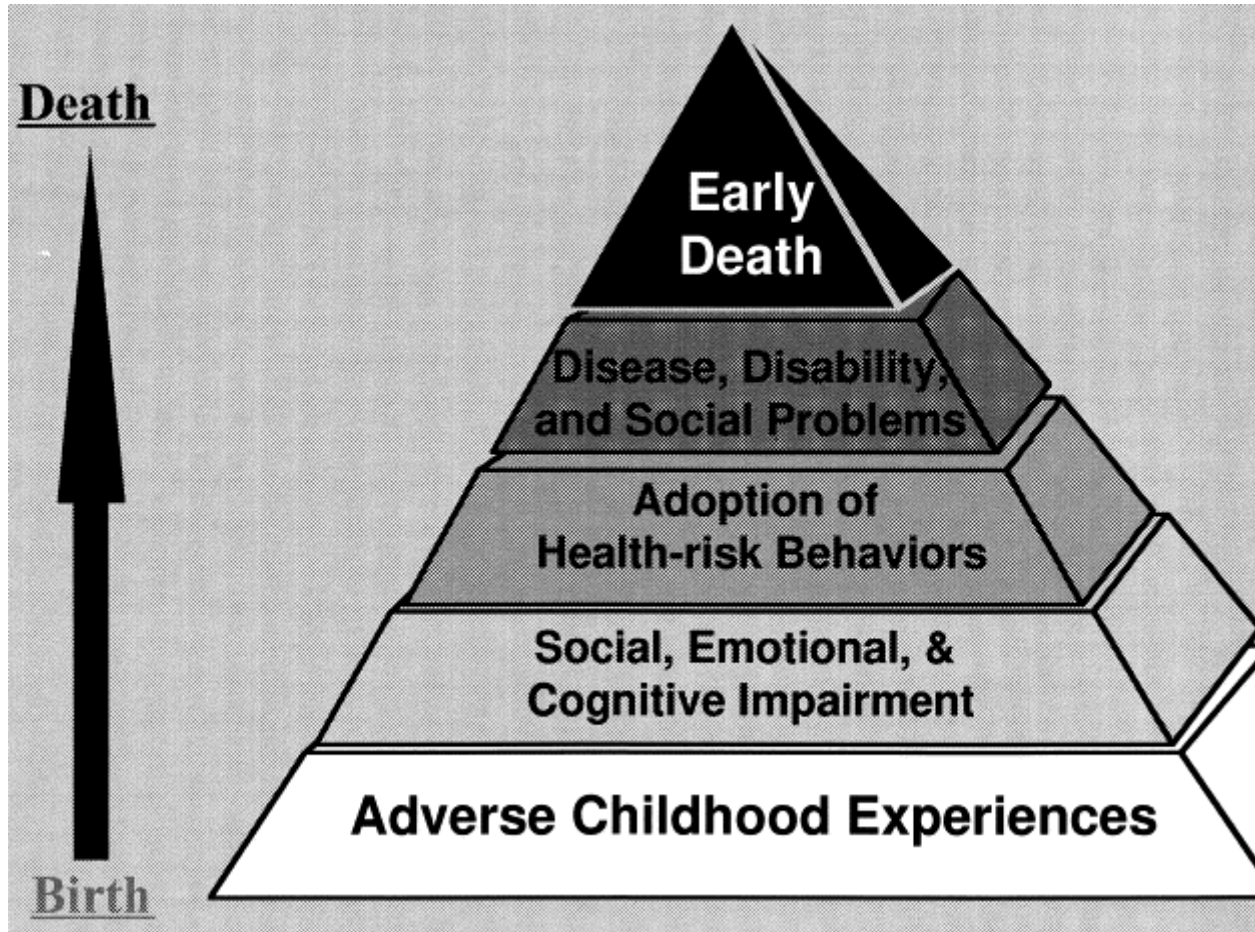 Death
Early
Death
Disease, Disability,
and Social Problems
Adoption of
Health-risk Behaviors
Social, Emotional, &
Cognitive Impairment
Adverse Childhood Experiences
Birth